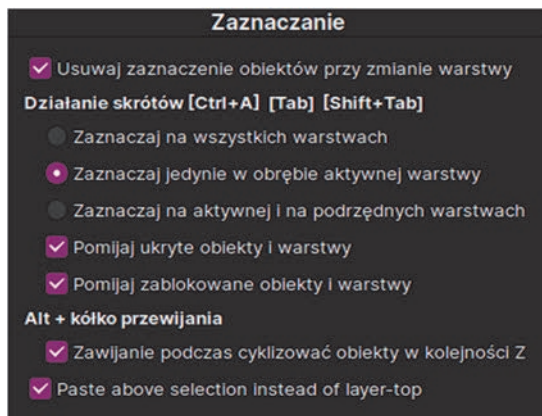 Zaznaczanie
Usuwaj zaznaczenie obiektów przy zmianie warstwy
Działanie skrótów [Ctrl+A] [Tab] [Shift+Tab]
Zaznaczaj na wszystkich warstwach
Zaznaczaj jedynie w obrębie aktywnej warstwy
Zaznaczaj na aktywnej i na podrzędnych warstwach
Pomijaj ukryte obiekty i warstwy
Pomijaj zablokowane obiekty i warstwy
Alt + kółko przewijania
Zawijanie podczas cyklizować obiekty w kolejności Z
Paste above selection instead of layer-top